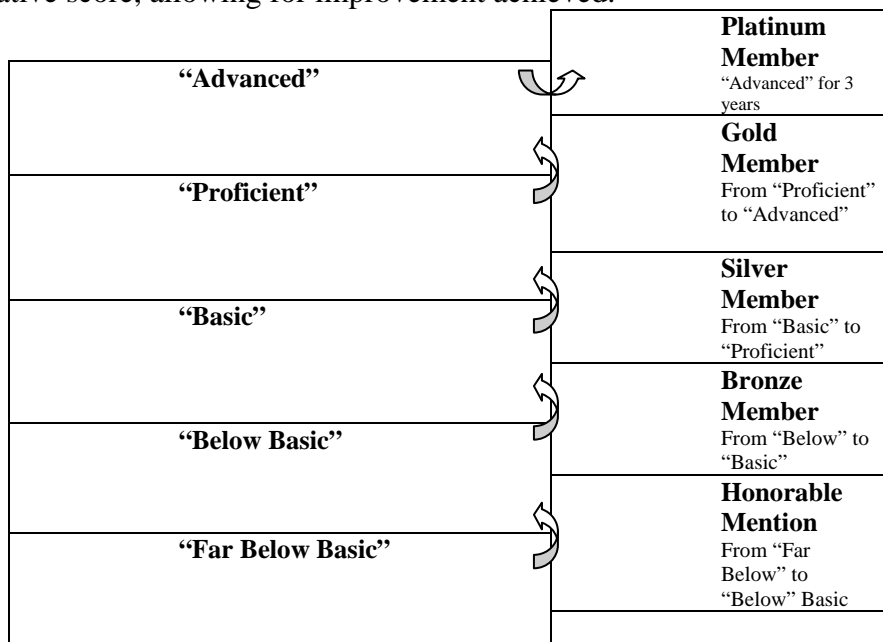 ative score, allowing for improvement achieved.
Platinum
Member
“Advanced” for 3
years
“Advanced”
Gold
Member
From “Proficient”
to “Advanced”
“Proficient”
Silver
Member
From “Basic” to
“Proficient”
“Basic”
Bronze
Member
From “Below” to
“Basic”
“Below Basic”
Honorable
Mention
From “Far
Below” to
“Below” Basic
“Far Below Basic”